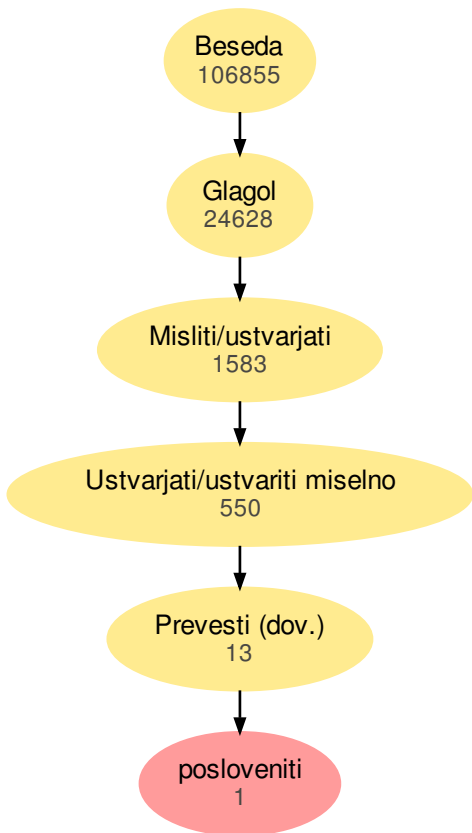 Beseda
106855
Glagol
24628
Misliti/ustvarjati
1583
Ustvarjati/ustvariti miselno
550
Prevesti (dov.)
13
posloveniti
1